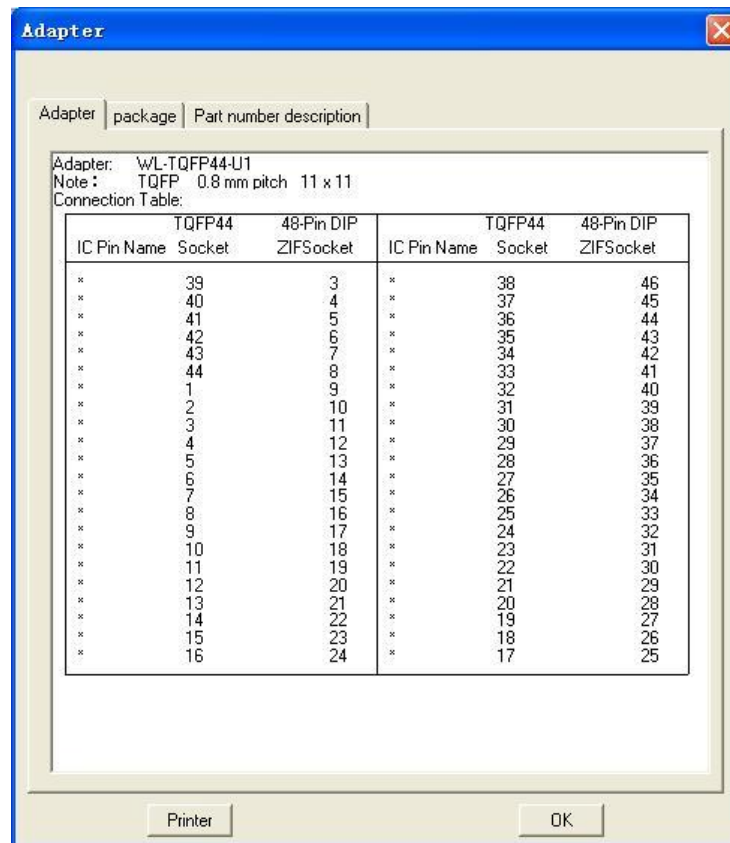 Adapter
Adapter package Part number description
Adapter: WL-TQFP44-U1
Note： TQFP 0.8 mm pitch 11 x 11
Connection Table:
TQFP44 48-Pin DIP TQFP44 48-Pin DIP
IC Pin Name Socket ZIFSocket IC Pin Name Socket ZIFSocket
* 39 3 * 38 46
* 40 4 * 37 45
* 41 5 * 36 44
* 42 6 * 35 43
* 43 7 * 34 42
* 44 8 * 33 41
* 1 9 * 32 40
* 2 10 * 31 39
* 3 11 * 30 38
* 4 12 * 29 37
* 5 13 * 28 36
* 6 14 * 27 35
* 7 15 * 26 34
* 8 16 * 25 33
* 9 17 * 24 32
* 10 18 * 23 31
* 11 19 * 22 30
* 12 20 * 21 29
* 13 21 * 20 28
* 14 22 * 19 27
* 15 23 * 18 26
* 16 24 * 17 25
Printer OK